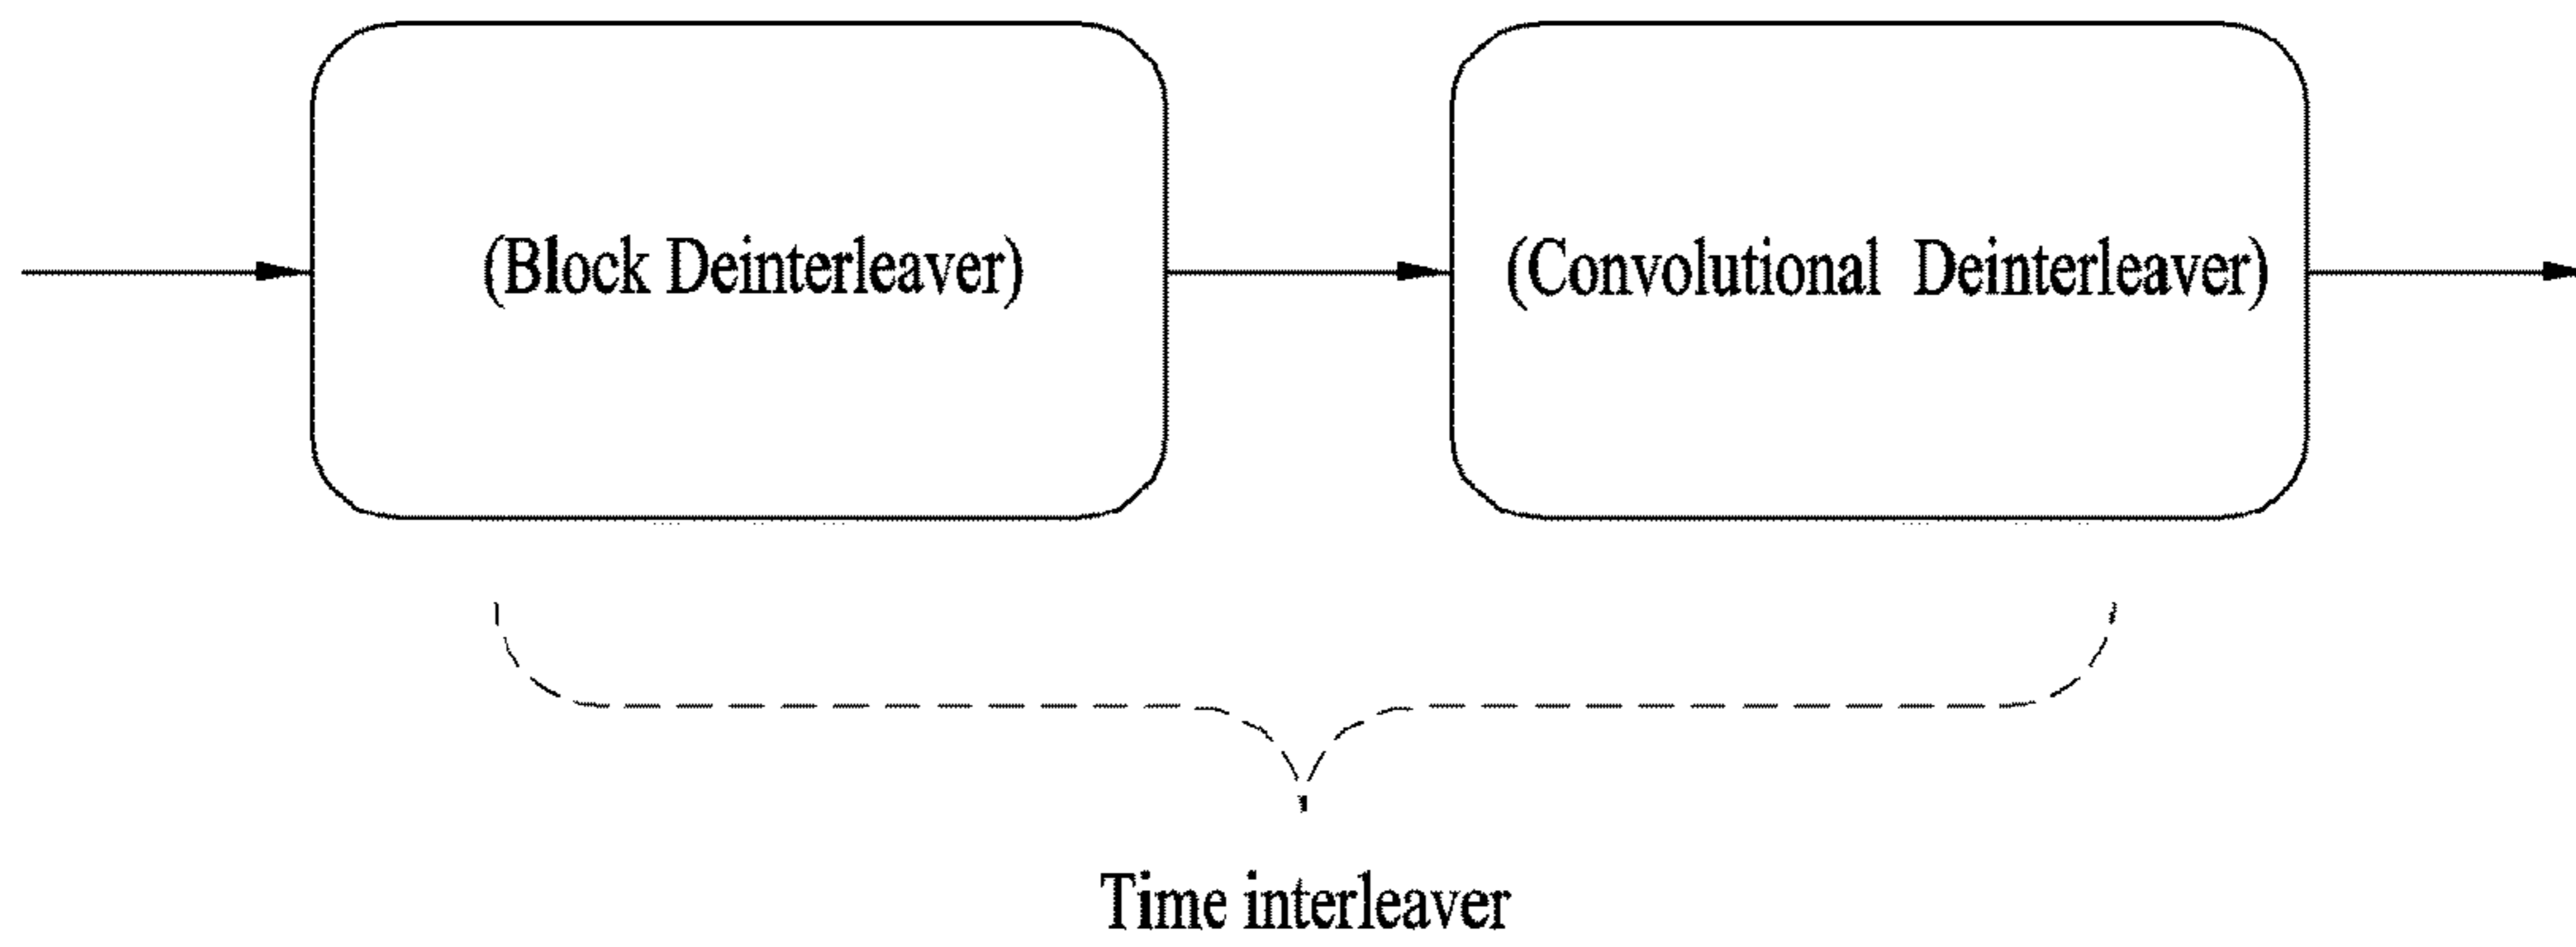 (Block Deinterleaver)
(Convolutional Deinterleaver)
Time interleaver